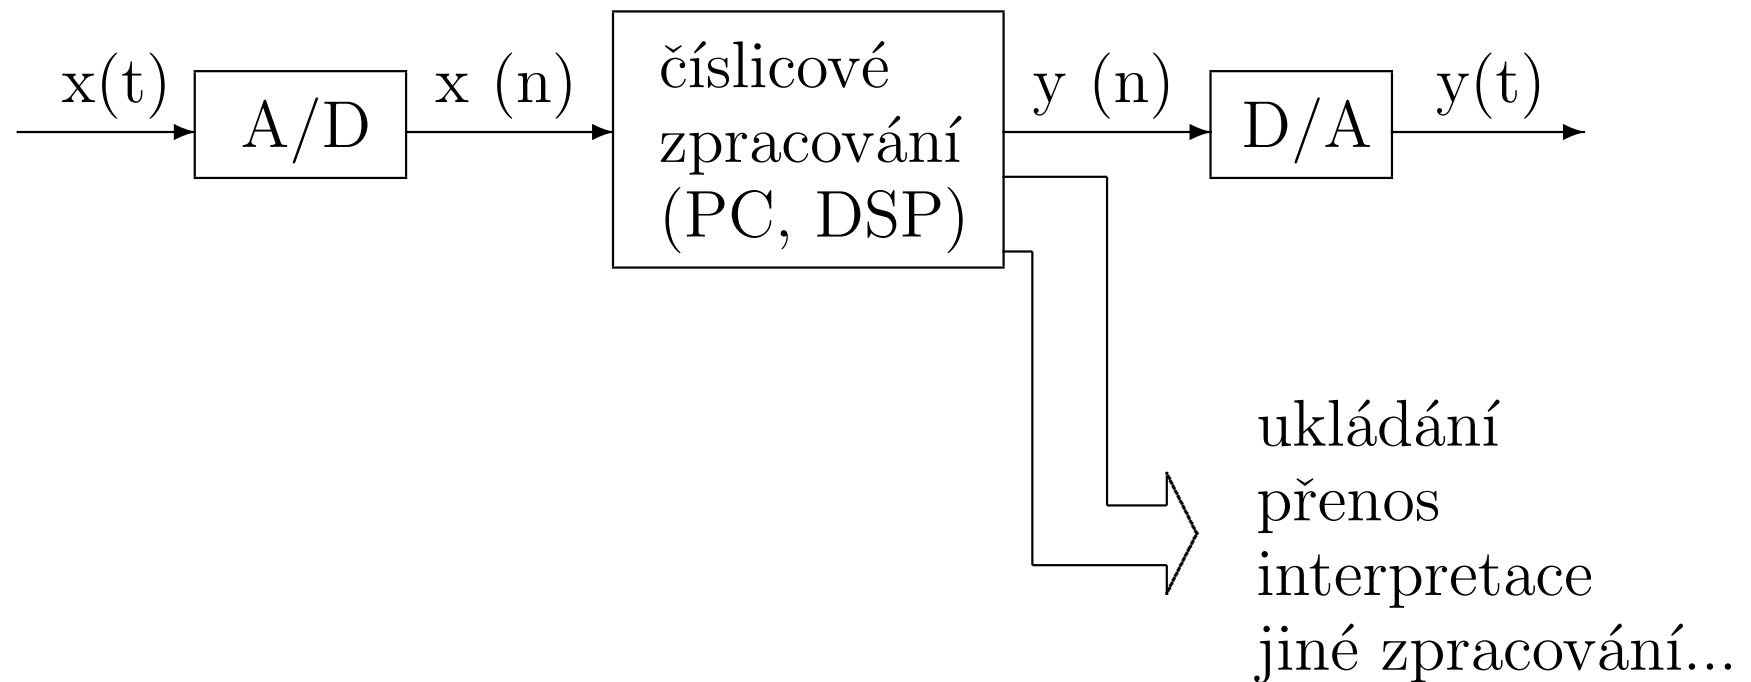 x(t)
A/D
x (n)
číslicové
zpracování
(PC, DSP)
y (n)
D/A
y(t)
ukládání
přenos
interpretace
jiné zpracování...